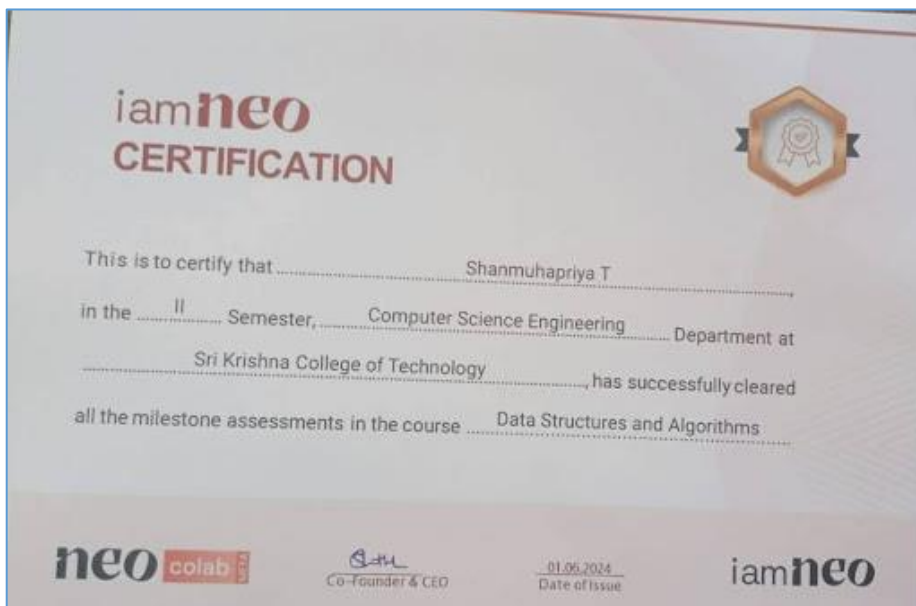 iamneo
CERTIFICATION
This is to certify that Shanmuhapriya T,
in the II Semester, Computer Science Engineering Department at
Sri Krishna College of Technology, has successfully cleared
all the milestone assessments in the course Data Structures and Algorithms
neo colab BETA
Co-Founder & CEO
01.06.2024
Date of Issue
iamneo